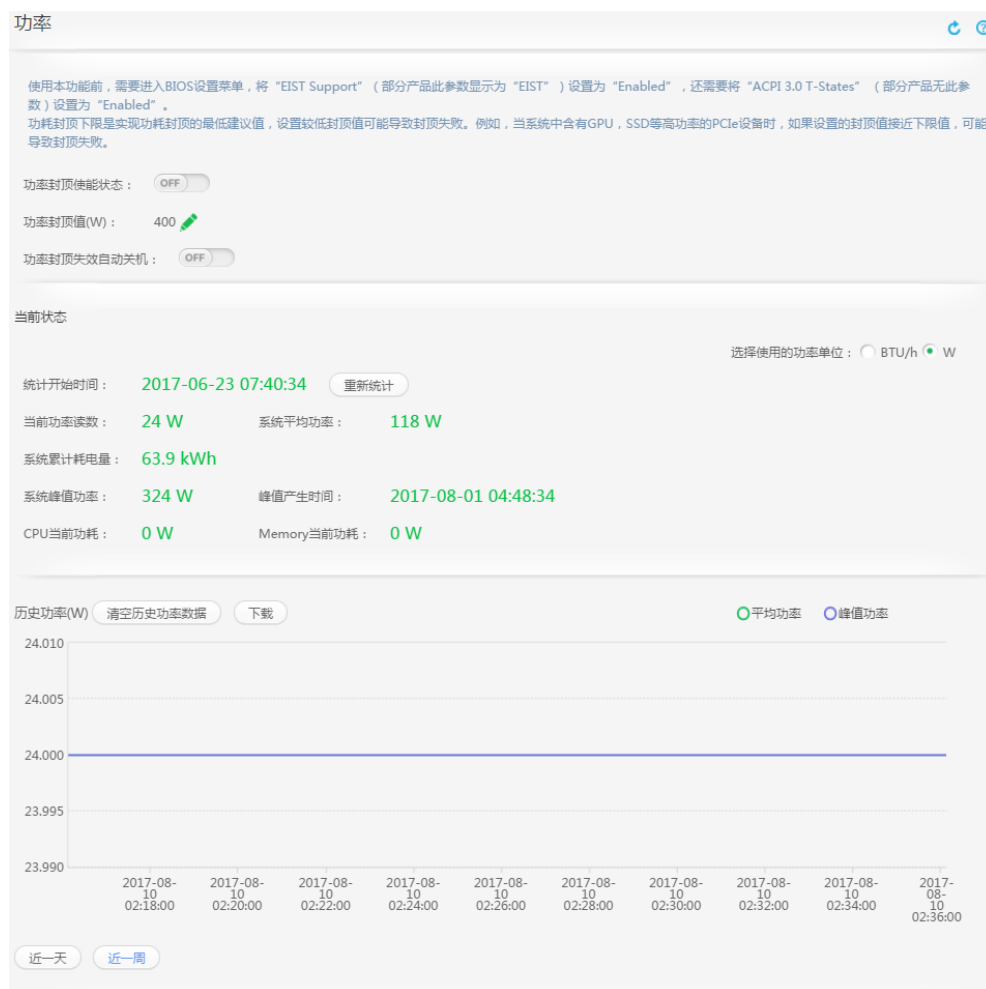 功率
使用本功能前，需要进入BIOS设置菜单，将“EIST Support”（部分产品此参数显示为“EIST”）设置为“Enabled”，还需要将“ACPI 3.0 T-States”（部分产品无此参
数）设置为“Enabled”。
功耗封顶下限是实现功耗封顶的最低建议值，设置较低封顶值可能导致封顶失败。例如，当系统中含有GPU，SSD等高功率的PCIe设备时，如果设置的封顶值接近下限值，可能
导致封顶失败。
功率封顶使能状态： OFF
功率封顶值(W)： 400
功率封顶失效自动关机： OFF
当前状态
选择使用的功率单位： BTU/h W
统计开始时间： 2017-06-23 07:40:34 重新统计
当前功率读数： 24 W 系统平均功率： 118 W
系统累计耗电量： 63.9 kWh
系统峰值功率： 324 W 峰值产生时间： 2017-08-01 04:48:34
CPU当前功耗： 0 W Memory当前功耗： 0 W
历史功率(W) 清空历史功率数据 下载 平均功率 峰值功率
24.010
24.005
24.000
23.995
23.990
2017-08-10 02:18:00
2017-08-10 02:20:00
2017-08-10 02:22:00
2017-08-10 02:24:00
2017-08-10 02:26:00
2017-08-10 02:28:00
2017-08-10 02:30:00
2017-08-10 02:32:00
2017-08-10 02:34:00
2017-08-10 02:36:00
近一天 近一周